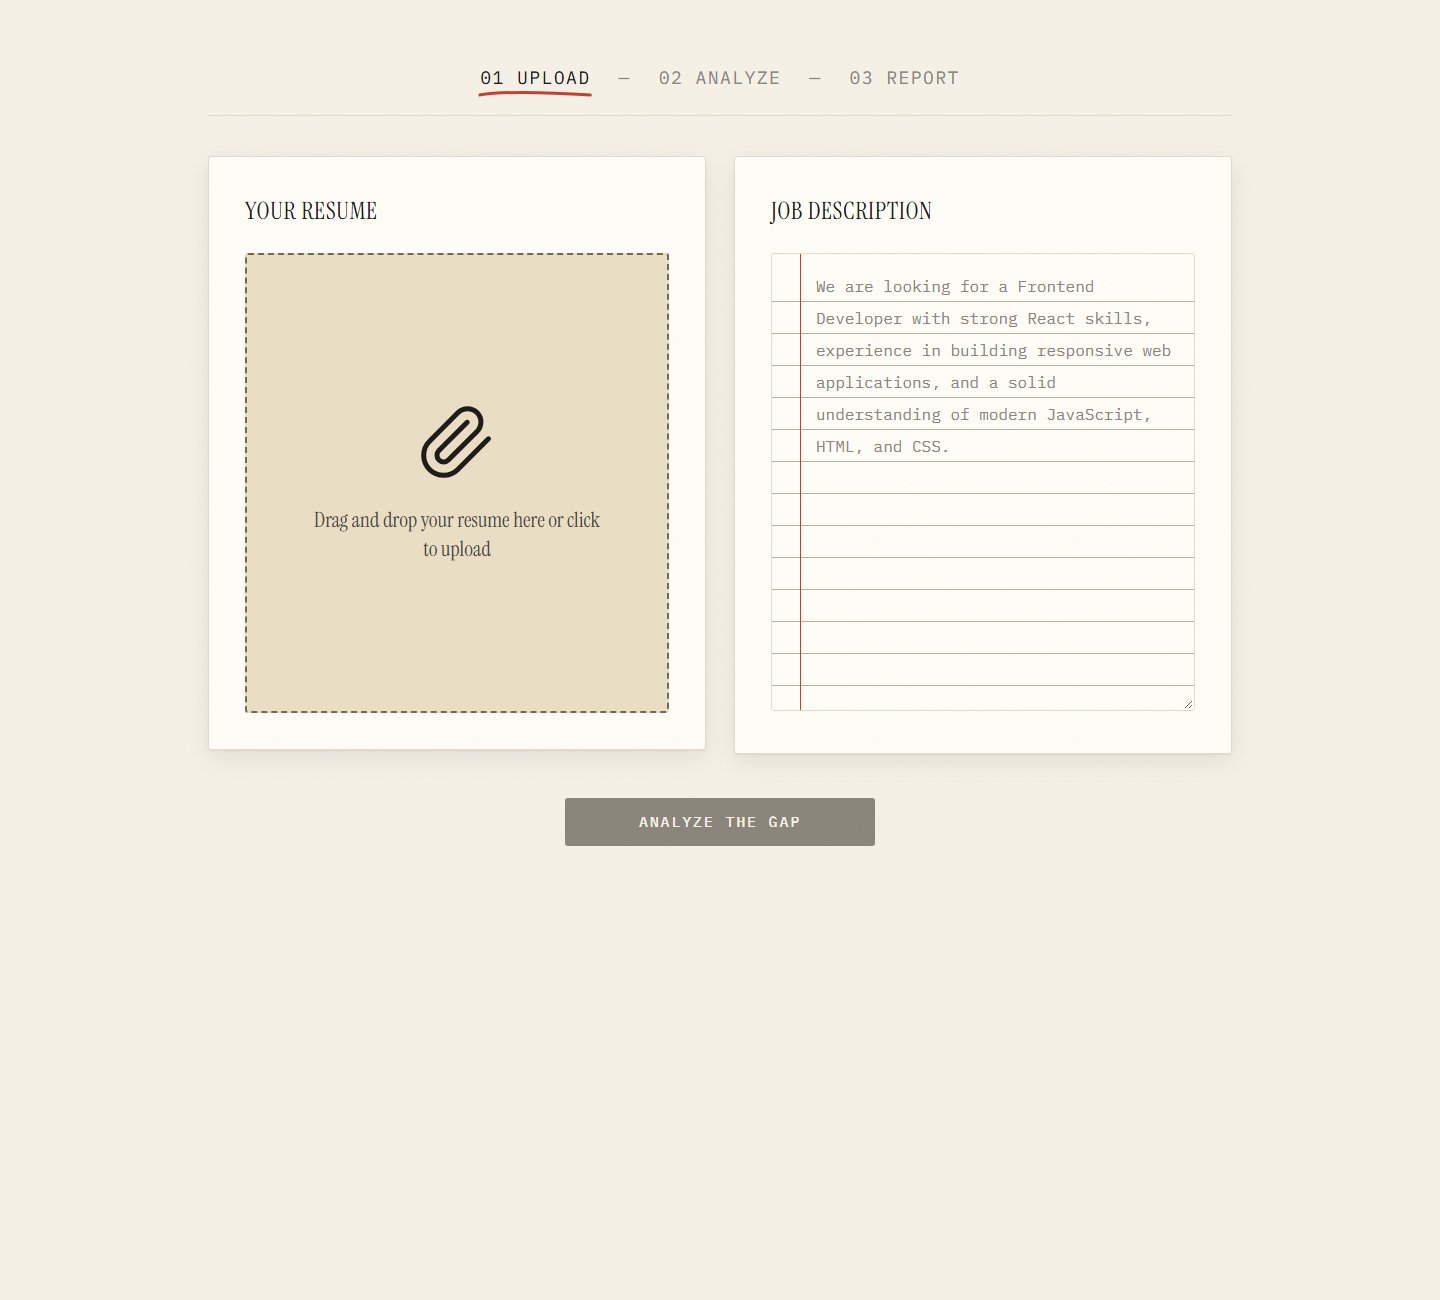 01 UPLOAD — 02 ANALYZE — 03 REPORT
YOUR RESUME
Drag and drop your resume here or click
to upload
JOB DESCRIPTION
We are looking for a Frontend
Developer with strong React skills,
experience in building responsive web
applications, and a solid
understanding of modern JavaScript,
HTML, and CSS.
ANALYZE THE GAP